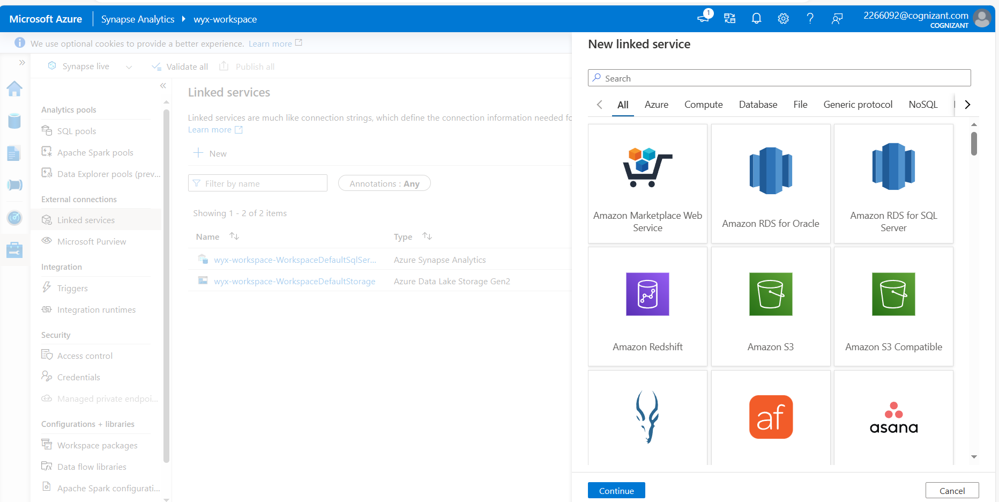 Microsoft Azure
Synapse Analytics
wyx-workspace
1
2266092@cognizant.com
COGNIZANT
We use optional cookies to provide a better experience. Learn more
Synapse live
Validate all
Publish all
Analytics pools
SQL pools
Apache Spark pools
Data Explorer pools (prev...
External connections
Linked services
Microsoft Purview
Integration
Triggers
Integration runtimes
Security
Access control
Credentials
Managed private endpoi...
Configurations + libraries
Workspace packages
Data flow libraries
Apache Spark configurati...
Linked services
Linked services are much like connection strings, which define the connection information needed fo
Learn more
New
Filter by name
Annotations : Any
Showing 1 - 2 of 2 items
Name Type
wyx-workspace-WorkspaceDefaultSqlSer... Azure Synapse Analytics
wyx-workspace-WorkspaceDefaultStorage Azure Data Lake Storage Gen2
New linked service
Search
All Azure Compute Database File Generic protocol NoSQL
Amazon Marketplace Web
Service
Amazon RDS for Oracle
Amazon RDS for SQL
Server
Amazon Redshift
Amazon S3
Amazon S3 Compatible
af
asana
Continue
Cancel